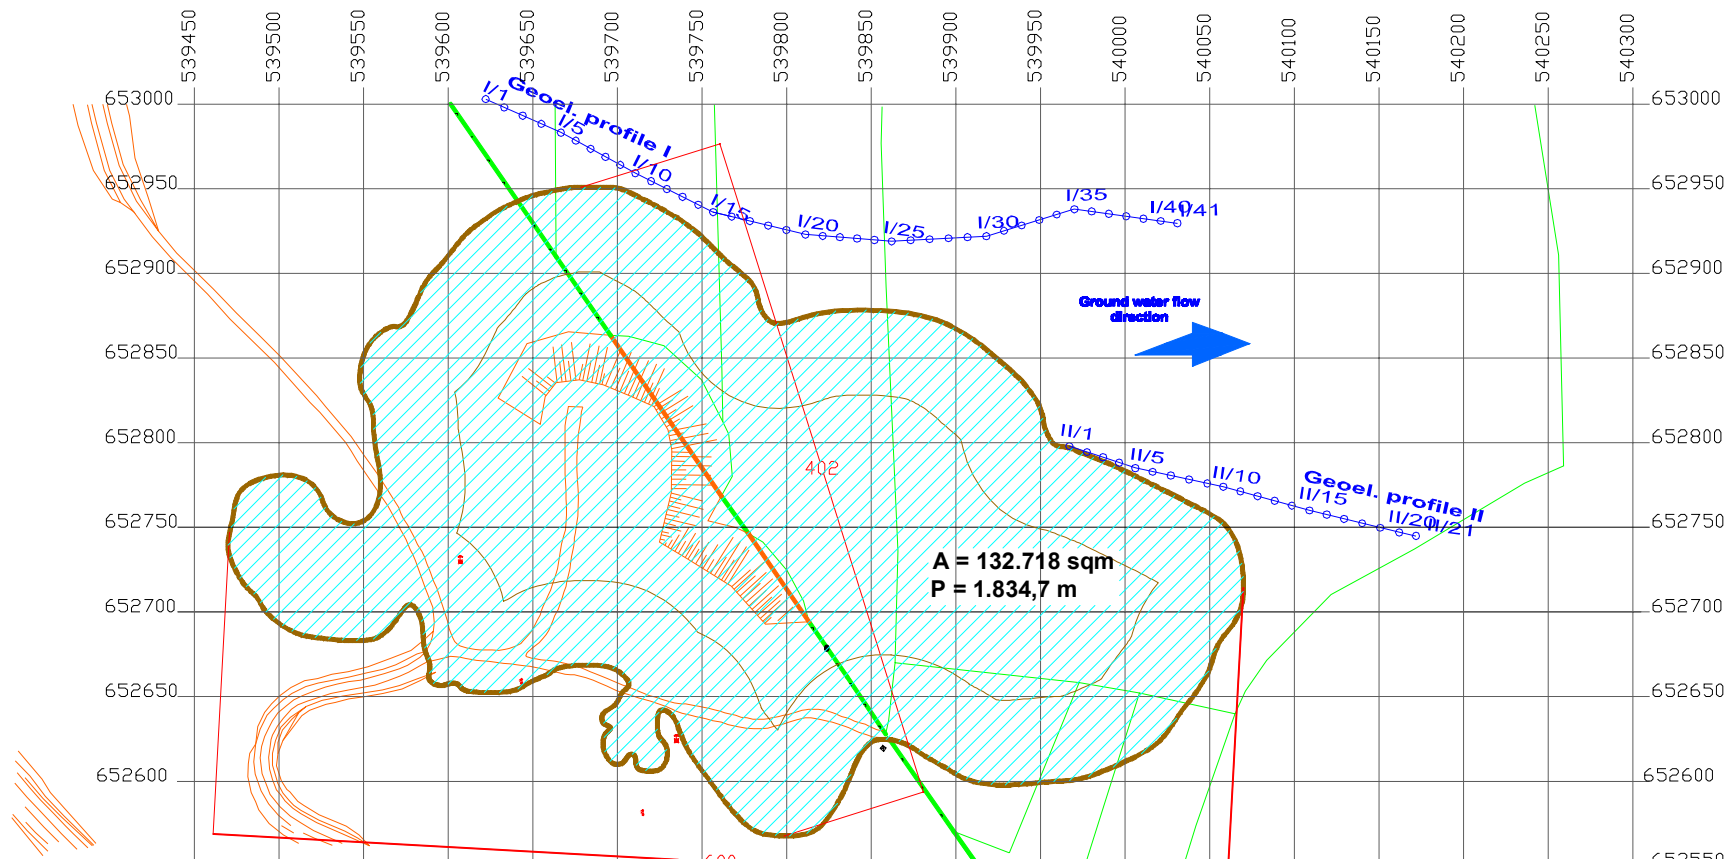 539450 539500 539550 539600 539650 539700 539750 539800 539850 539900 539950 540000 540050 540100 540150 540200 540250 540300
653000 653000
Geoel. profile I
I/1
I/5
I/10
I/15
I/20
I/25
I/30
I/35
I/40
I/41
652950 652950
652900 652900
Ground water flow
direction
652850 652850
652800 652800
II/1
II/5
II/10
II/15
II/20
II/21
Geoel. profile II
402
652750 652750
A = 132.718 sqm
P = 1.834,7 m
652700 652700
652650 652650
652600 652600
652550